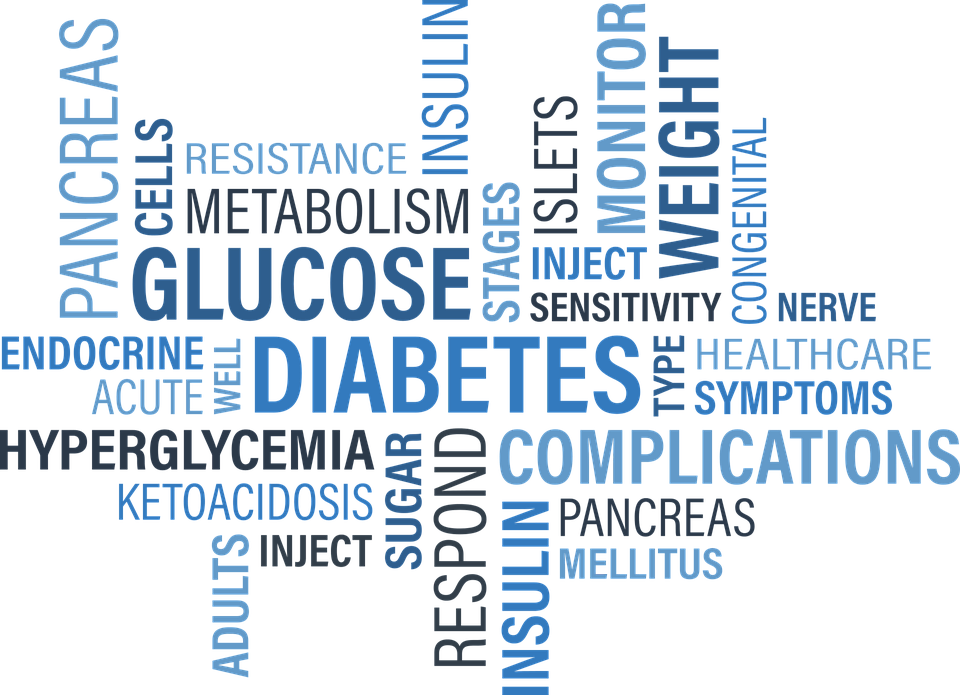 PANCREAS
CELLS
RESISTANCE
INSULIN
METABOLISM
GLUCOSE
STAGES
ISLETS
MONITOR
WEIGHT
CONGENITAL
INJECT
SENSITIVITY
NERVE
ENDOCRINE
ACUTE
WELL
DIABETES
TYPE
HEALTHCARE
SYMPTOMS
HYPERGLYCEMIA
KETOACIDOSIS
SUGAR
RESPOND
COMPLICATIONS
ADULTS
INJECT
INSULIN
PANCREAS
MELLITUS